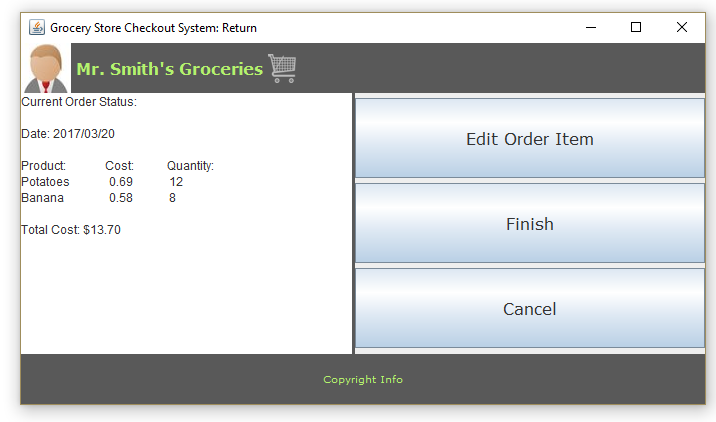 Grocery Store Checkout System: Return
Mr. Smith's Groceries
Current Order Status:
Date: 2017/03/20
Product: Cost: Quantity:
Potatoes 0.69 12
Banana 0.58 8
Total Cost: $13.70
Edit Order Item
Finish
Cancel
Copyright Info